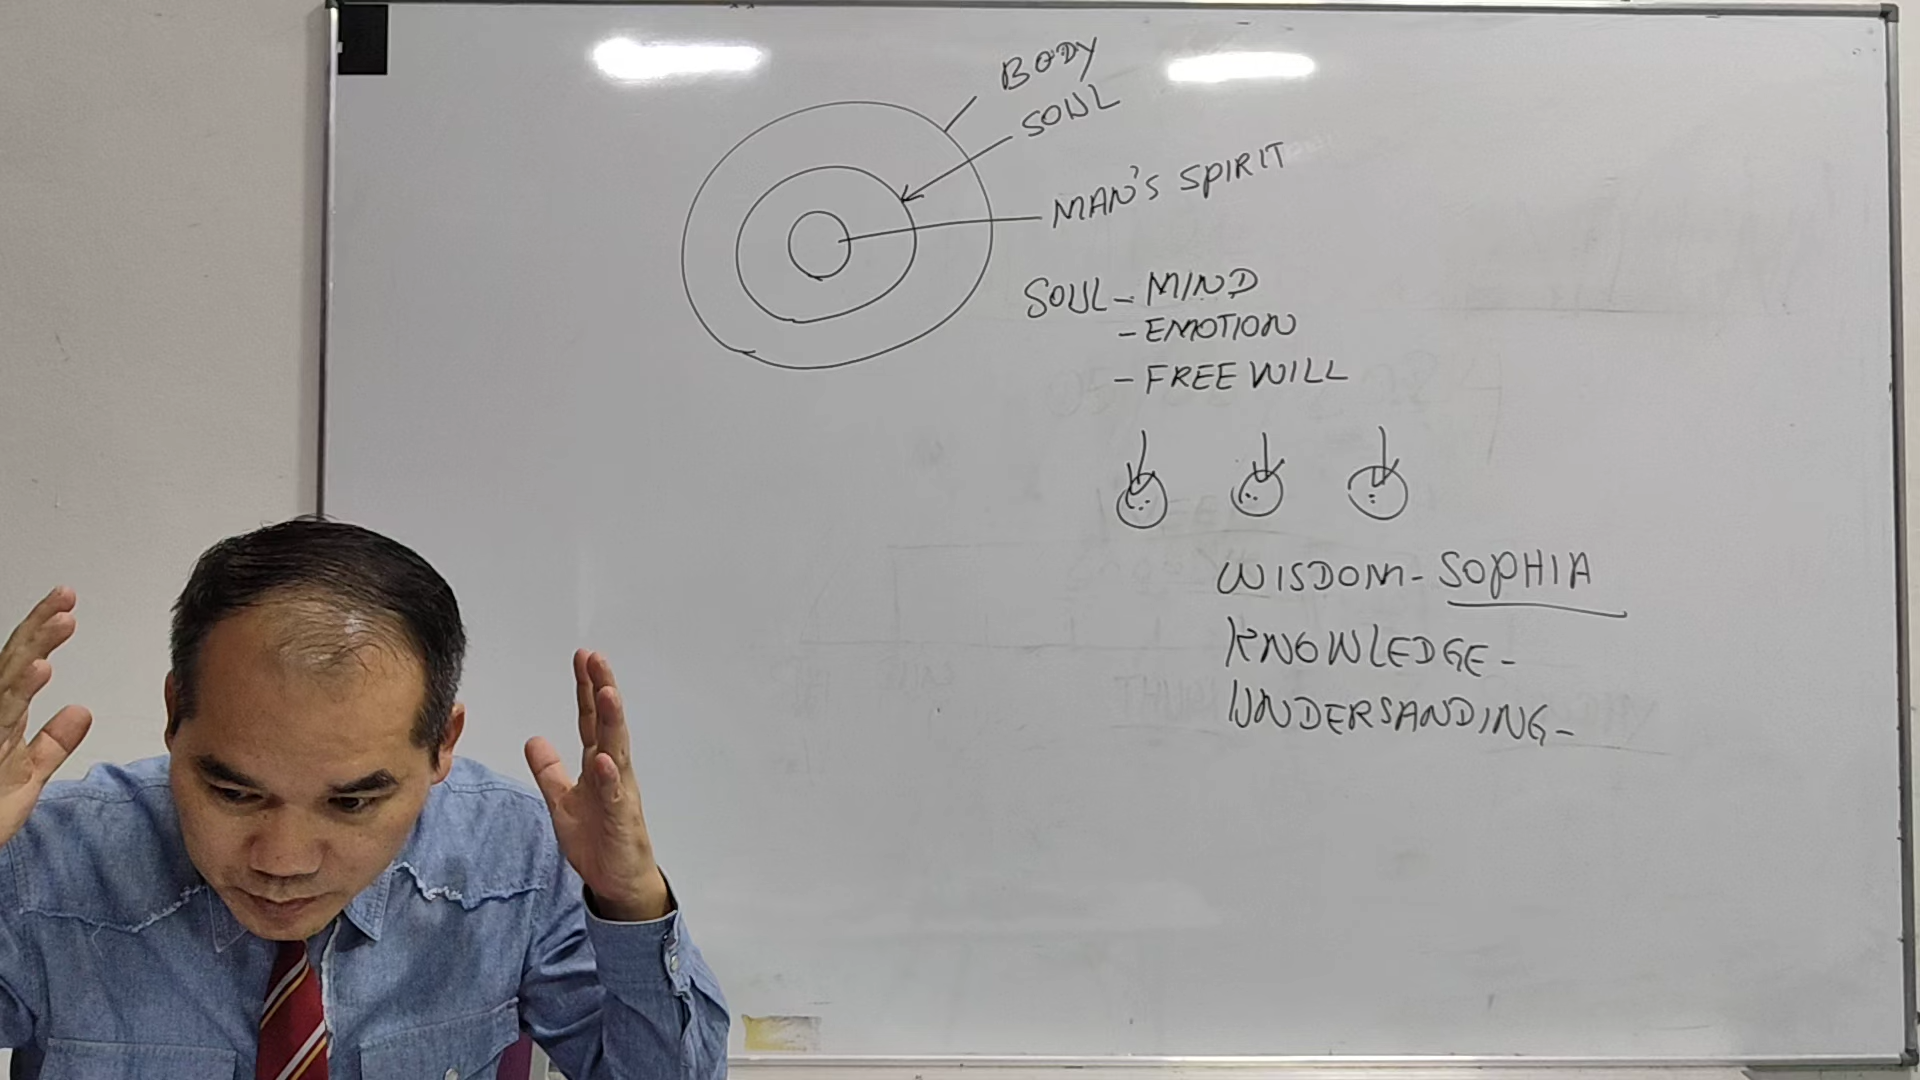 BODY
SOUL
MAN'S SPIRIT
SOUL - MIND
- EMOTION
- FREE WILL
WISDOM - SOPHIA
KNOWLEDGE -
UNDERSANDING -